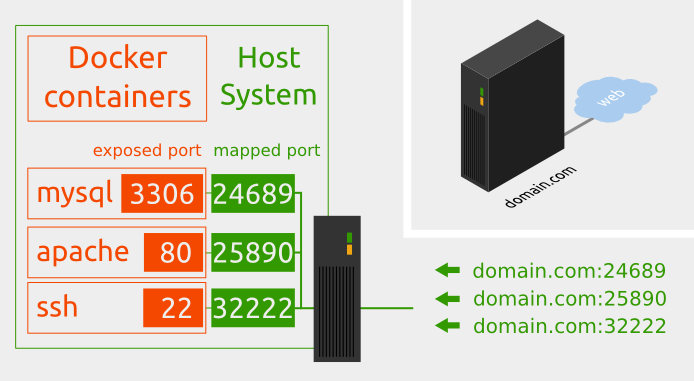 Docker
containers
Host
System
exposed port
mapped port
mysql 3306 24689
apache 80 25890
ssh 22 32222
web
domain.com
domain.com:24689
domain.com:25890
domain.com:32222